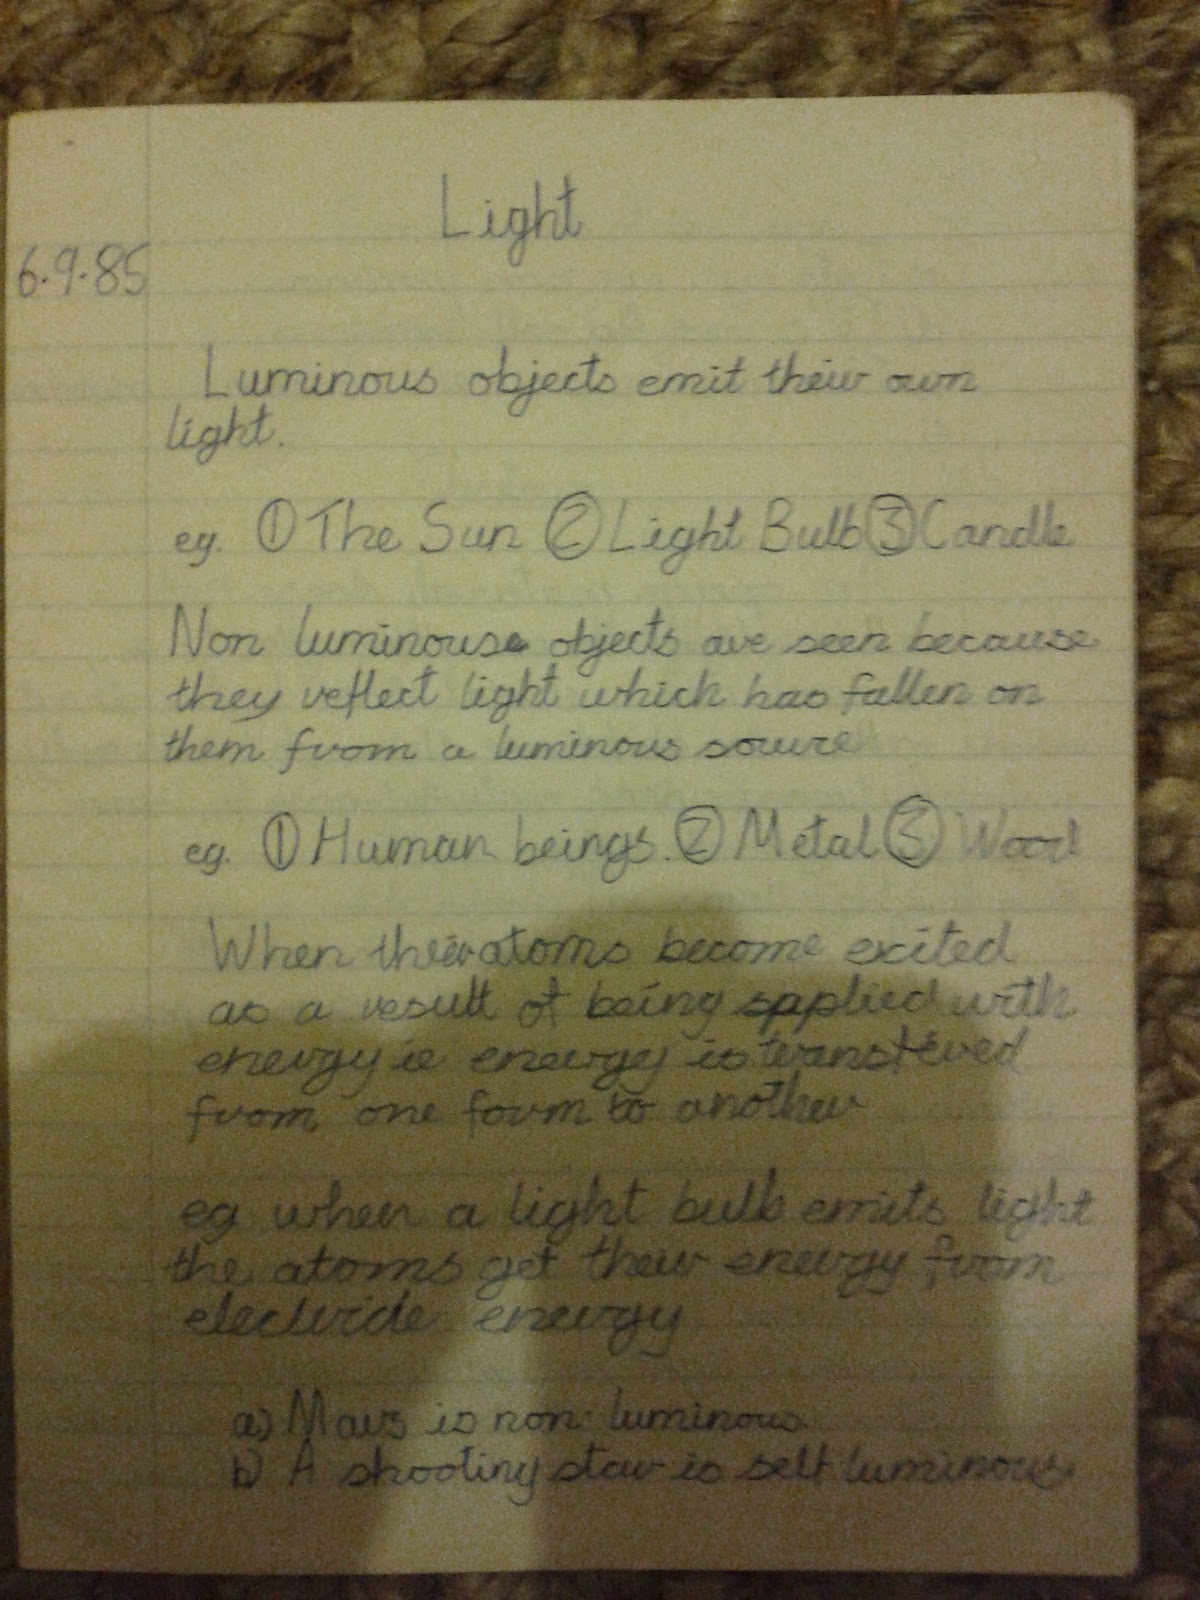 Light
6.9.85
Luminous objects emit their own
light.
eg. ① The Sun ② Light Bulb ③ Candle
Non luminouse objects are seen because
they reflect light which has fallen on
them from a luminous source
eg. ① Human beings. ② Metal ③ Wood
When their atoms become excited
as a result of being spplied with
energy ie energy is transfered
from one form to another
eg when a light bulb emits light
the atoms get their energy from
electricle energy
a) Mars is non luminous.
b) A shooting star is self luminous.